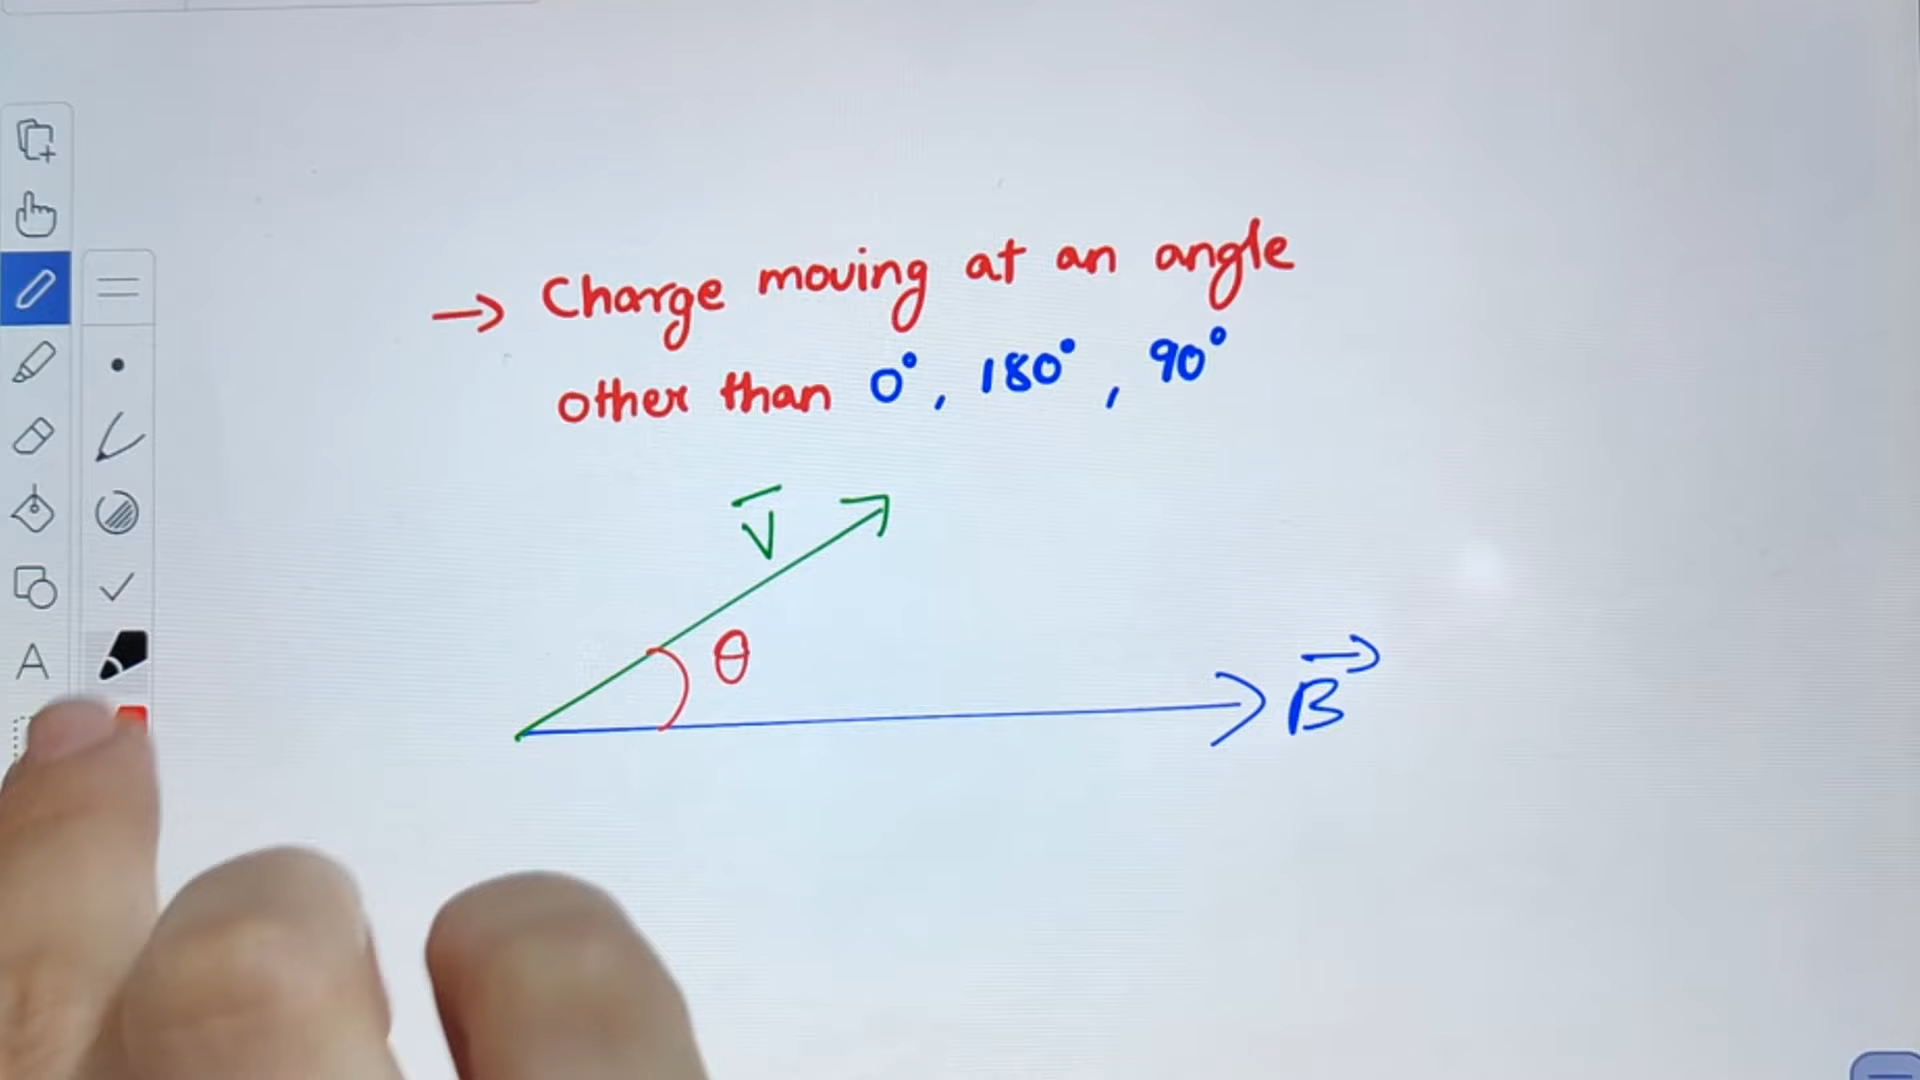 → Charge moving at an angle
other than 0°, 180°, 90°
V
θ
B
A